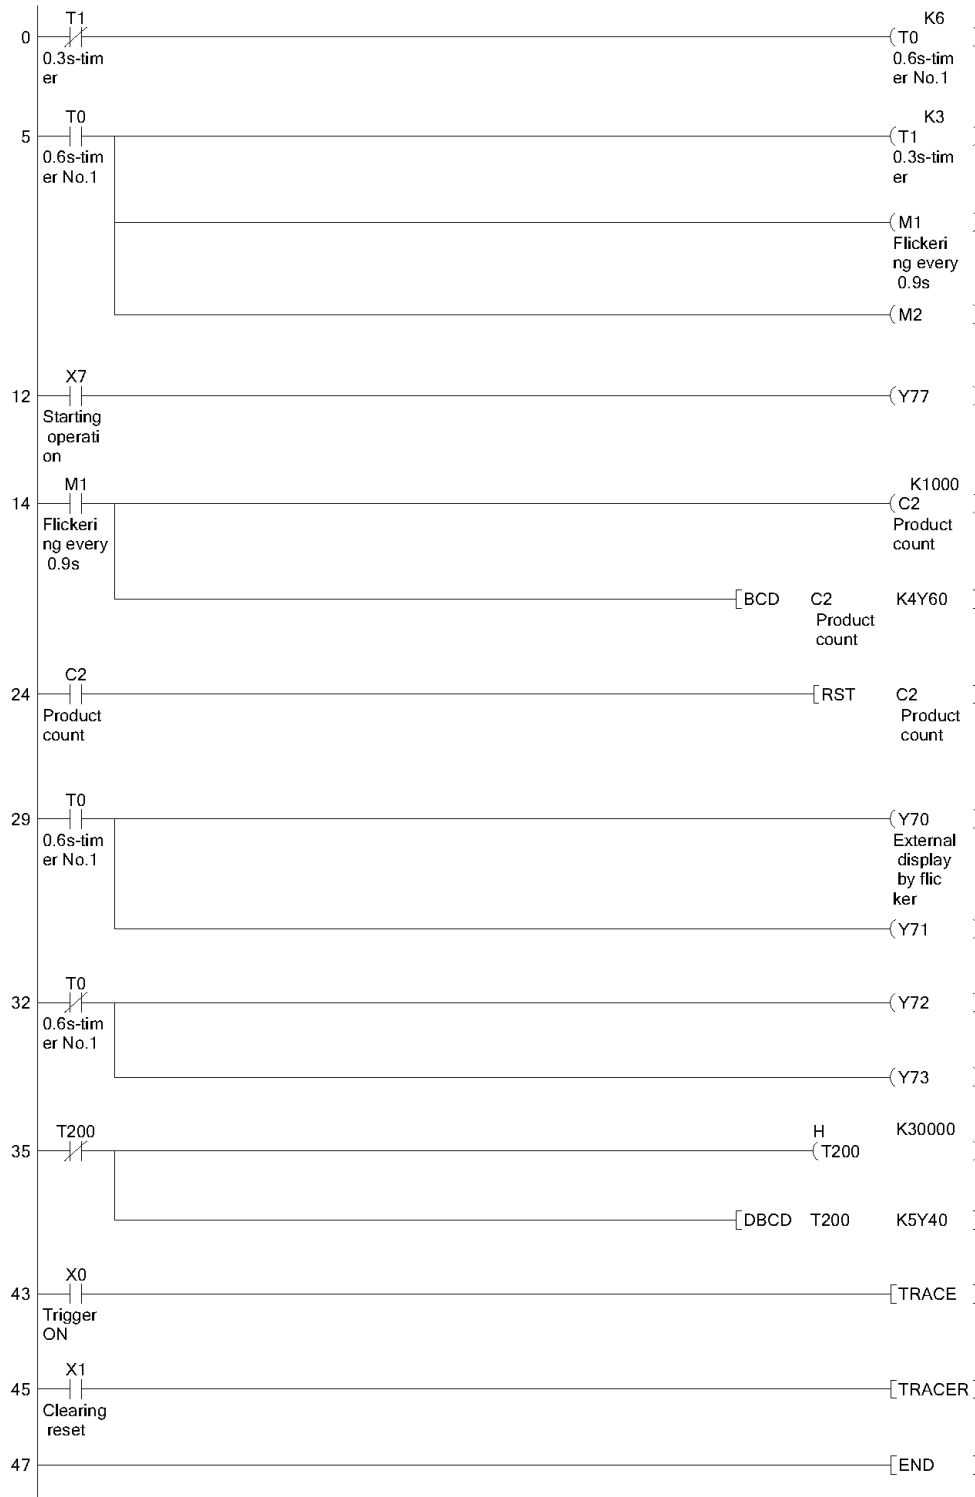 T1 K6
0 T0
0.3s-tim 0.6s-tim
er er No.1
T0 K3
5 T1
0.6s-tim 0.3s-tim
er No.1 er
M1
Flickeri
ng every
0.9s
M2
X7
12 Y77
Starting
operati
on
M1 K1000
14 C2
Flickeri Product
ng every count
0.9s
BCD C2 K4Y60
Product
count
C2
24 RST C2
Product Product
count count
T0
29 Y70
0.6s-tim External
er No.1 display
by flic
ker
Y71
T0
32 Y72
0.6s-tim
er No.1
Y73
T200 H K30000
35 T200
DBCD T200 K5Y40
X0
43 TRACE
Trigger
ON
X1
45 TRACER
Clearing
reset
47 END